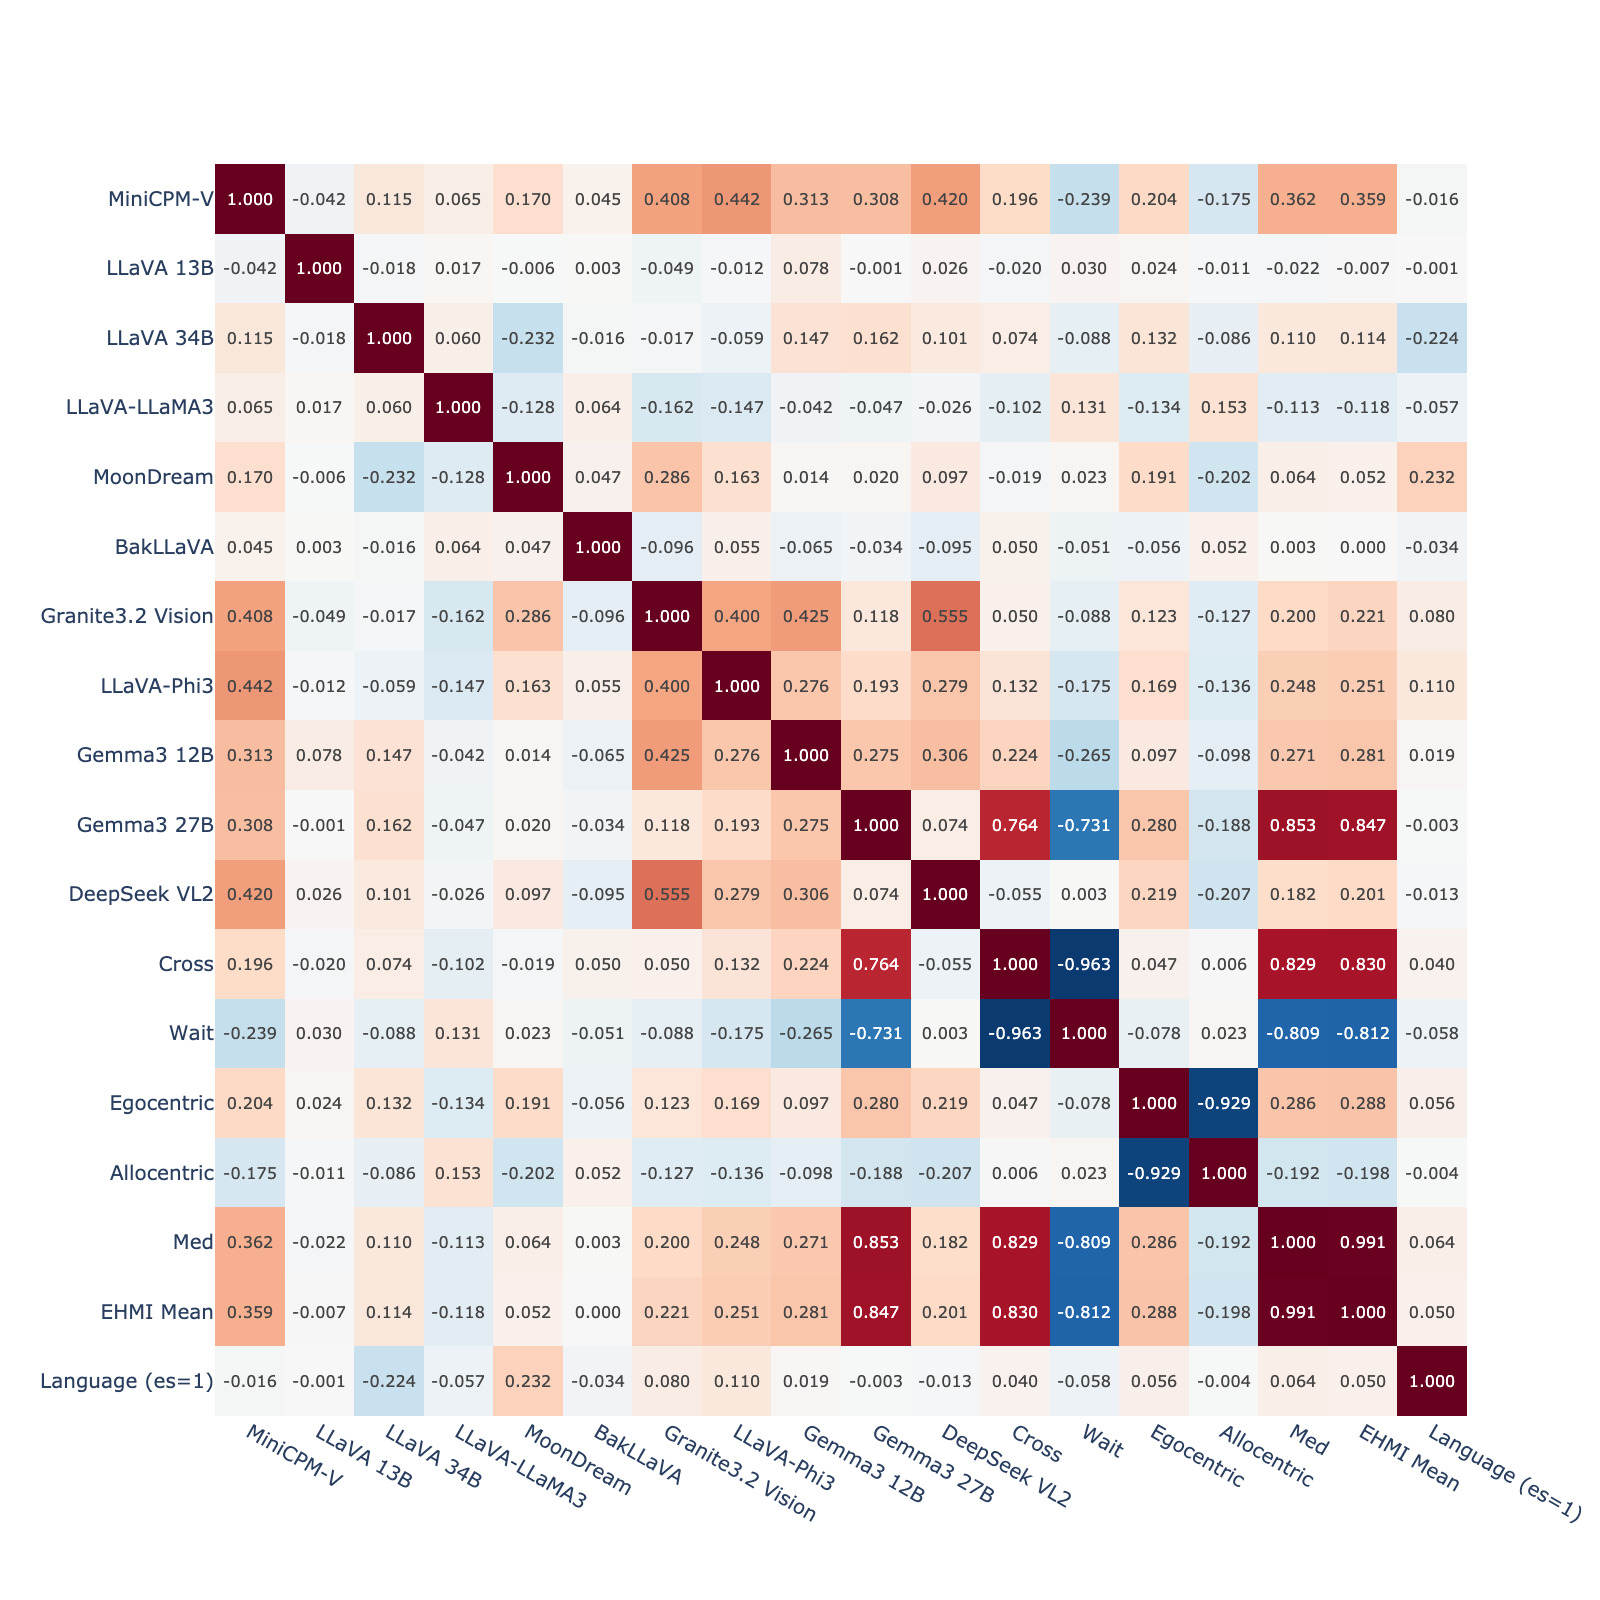 MiniCPM-V 1.000 -0.042 0.115 0.065 0.170 0.045 0.408 0.442 0.313 0.308 0.420 0.196 -0.239 0.204 -0.175 0.362 0.359 -0.016
LLaVA 13B -0.042 1.000 -0.018 0.017 -0.006 0.003 -0.049 -0.012 0.078 -0.001 0.026 -0.020 0.030 0.024 -0.011 -0.022 -0.007 -0.001
LLaVA 34B 0.115 -0.018 1.000 0.060 -0.232 -0.016 -0.017 -0.059 0.147 0.162 0.101 0.074 -0.088 0.132 -0.086 0.110 0.114 -0.224
LLaVA-LLaMA3 0.065 0.017 0.060 1.000 -0.128 0.064 -0.162 -0.147 -0.042 -0.047 -0.026 -0.102 0.131 -0.134 0.153 -0.113 -0.118 -0.057
MoonDream 0.170 -0.006 -0.232 -0.128 1.000 0.047 0.286 0.163 0.014 0.020 0.097 -0.019 0.023 0.191 -0.202 0.064 0.052 0.232
BakLLaVA 0.045 0.003 -0.016 0.064 0.047 1.000 -0.096 0.055 -0.065 -0.034 -0.095 0.050 -0.051 -0.056 0.052 0.003 0.000 -0.034
Granite3.2 Vision 0.408 -0.049 -0.017 -0.162 0.286 -0.096 1.000 0.400 0.425 0.118 0.555 0.050 -0.088 0.123 -0.127 0.200 0.221 0.080
LLaVA-Phi3 0.442 -0.012 -0.059 -0.147 0.163 0.055 0.400 1.000 0.276 0.193 0.279 0.132 -0.175 0.169 -0.136 0.248 0.251 0.110
Gemma3 12B 0.313 0.078 0.147 -0.042 0.014 -0.065 0.425 0.276 1.000 0.275 0.306 0.224 -0.265 0.097 -0.098 0.271 0.281 0.019
Gemma3 27B 0.308 -0.001 0.162 -0.047 0.020 -0.034 0.118 0.193 0.275 1.000 0.074 0.764 -0.731 0.280 -0.188 0.853 0.847 -0.003
DeepSeek VL2 0.420 0.026 0.101 -0.026 0.097 -0.095 0.555 0.279 0.306 0.074 1.000 -0.055 0.003 0.219 -0.207 0.182 0.201 -0.013
Cross 0.196 -0.020 0.074 -0.102 -0.019 0.050 0.050 0.132 0.224 0.764 -0.055 1.000 -0.963 0.047 0.006 0.829 0.830 0.040
Wait -0.239 0.030 -0.088 0.131 0.023 -0.051 -0.088 -0.175 -0.265 -0.731 0.003 -0.963 1.000 -0.078 0.023 -0.809 -0.812 -0.058
Egocentric 0.204 0.024 0.132 -0.134 0.191 -0.056 0.123 0.169 0.097 0.280 0.219 0.047 -0.078 1.000 -0.929 0.286 0.288 0.056
Allocentric -0.175 -0.011 -0.086 0.153 -0.202 0.052 -0.127 -0.136 -0.098 -0.188 -0.207 0.006 0.023 -0.929 1.000 -0.192 -0.198 -0.004
Med 0.362 -0.022 0.110 -0.113 0.064 0.003 0.200 0.248 0.271 0.853 0.182 0.829 -0.809 0.286 -0.192 1.000 0.991 0.064
EHMI Mean 0.359 -0.007 0.114 -0.118 0.052 0.000 0.221 0.251 0.281 0.847 0.201 0.830 -0.812 0.288 -0.198 0.991 1.000 0.050
Language (es=1) -0.016 -0.001 -0.224 -0.057 0.232 -0.034 0.080 0.110 0.019 -0.003 -0.013 0.040 -0.058 0.056 -0.004 0.064 0.050 1.000
MiniCPM-V
LLaVA 13B
LLaVA 34B
LLaVA-LLaMA3
MoonDream
BakLLaVA
Granite3.2 Vision
LLaVA-Phi3
Gemma3 12B
Gemma3 27B
DeepSeek VL2
Cross
Wait
Egocentric
Allocentric
Med
EHMI Mean
Language (es=1)